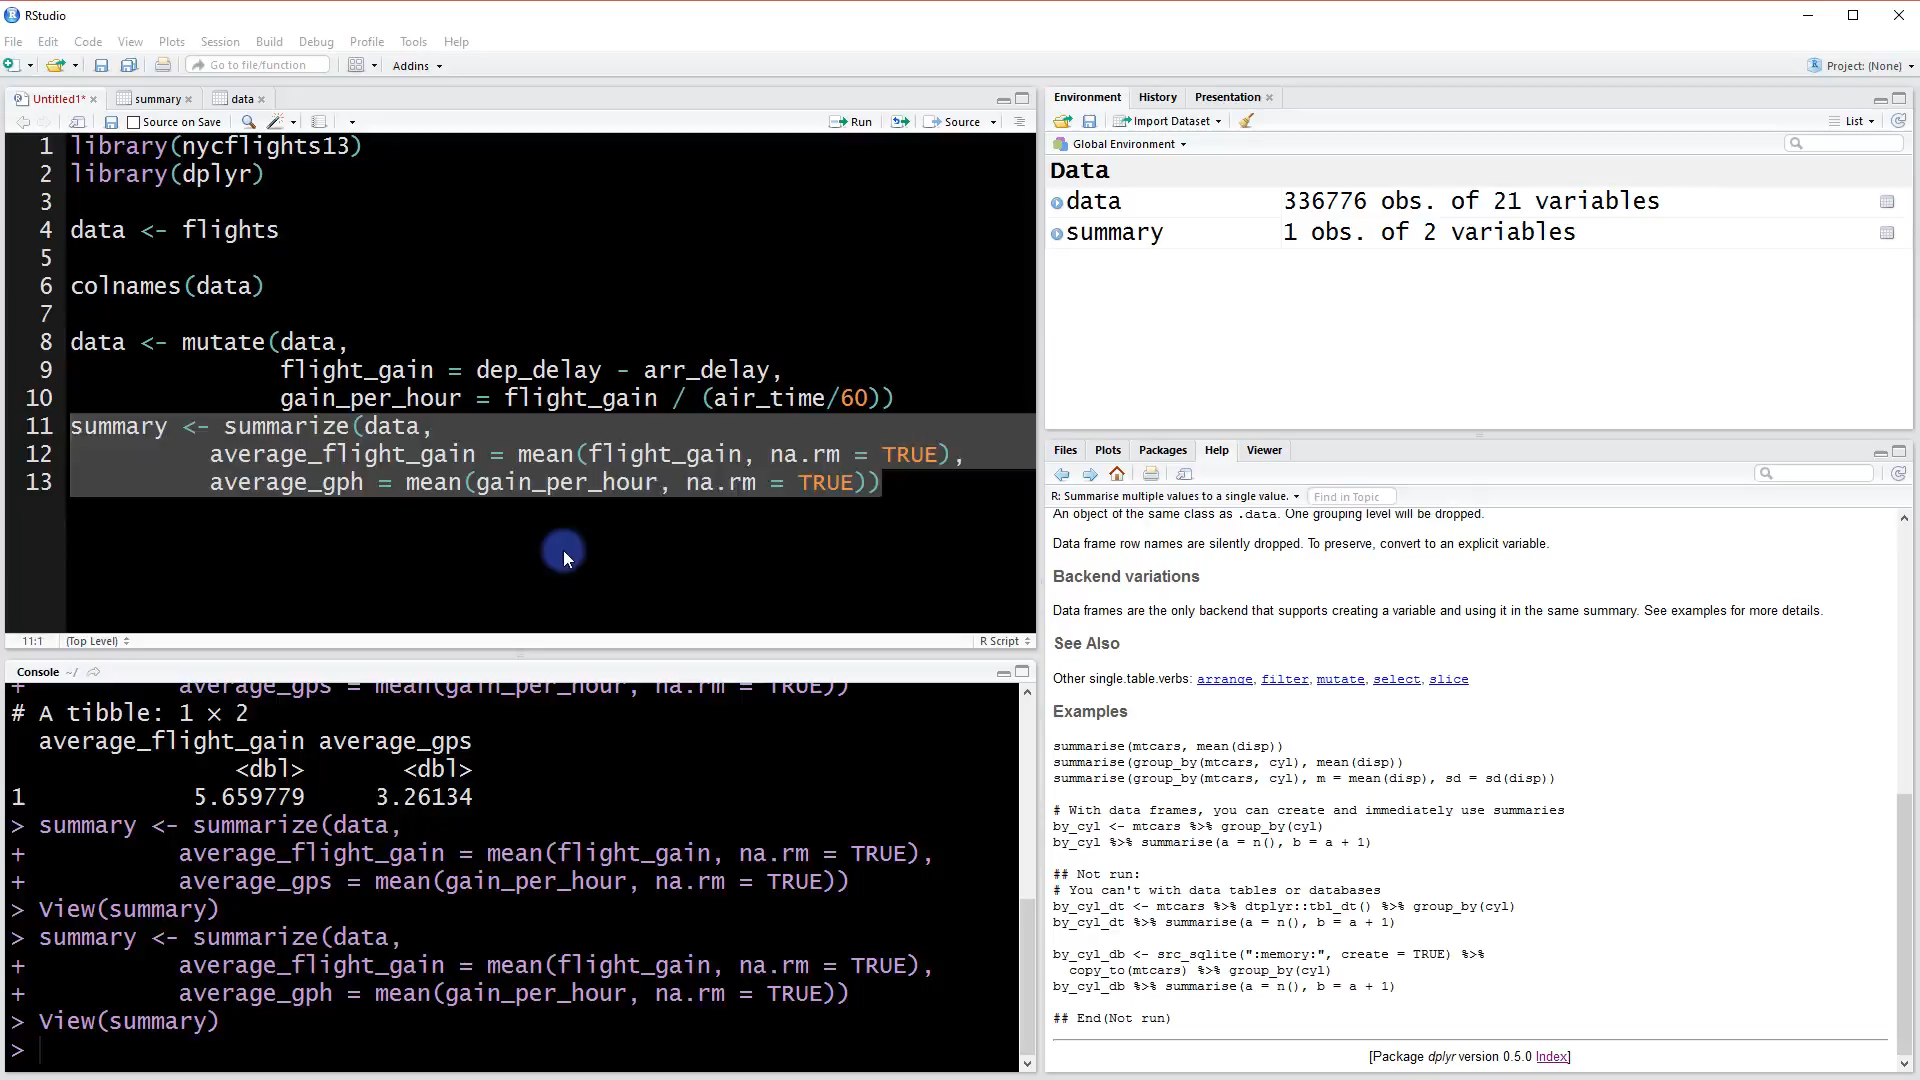 RStudio
File Edit Code View Plots Session Build Debug Profile Tools Help
Go to file/function Addins Project: (None)
Untitled1* summary data
Source on Save Run Source
1 library(nycflights13)
2 library(dplyr)
3
4 data <- flights
5
6 colnames(data)
7
8 data <- mutate(data,
9 flight_gain = dep_delay - arr_delay,
10 gain_per_hour = flight_gain / (air_time/60))
11 summary <- summarize(data,
12 average_flight_gain = mean(flight_gain, na.rm = TRUE),
13 average_gph = mean(gain_per_hour, na.rm = TRUE))
11:1 (Top Level) R Script
Console ~/
+ average_gps = mean(gain_per_hour, na.rm = TRUE))
# A tibble: 1 × 2
average_flight_gain average_gps
<dbl> <dbl>
1 5.659779 3.26134
> summary <- summarize(data,
+ average_flight_gain = mean(flight_gain, na.rm = TRUE),
+ average_gps = mean(gain_per_hour, na.rm = TRUE))
> View(summary)
> summary <- summarize(data,
+ average_flight_gain = mean(flight_gain, na.rm = TRUE),
+ average_gph = mean(gain_per_hour, na.rm = TRUE))
> View(summary)
>
Environment History Presentation
Import Dataset List
Global Environment
Data
data 336776 obs. of 21 variables
summary 1 obs. of 2 variables
Files Plots Packages Help Viewer
R: Summarise multiple values to a single value. Find in Topic
An object of the same class as .data. One grouping level will be dropped.
Data frame row names are silently dropped. To preserve, convert to an explicit variable.
Backend variations
Data frames are the only backend that supports creating a variable and using it in the same summary. See examples for more details.
See Also
Other single.table.verbs: arrange, filter, mutate, select, slice
Examples
summarise(mtcars, mean(disp))
summarise(group_by(mtcars, cyl), mean(disp))
summarise(group_by(mtcars, cyl), m = mean(disp), sd = sd(disp))
# With data frames, you can create and immediately use summaries
by_cyl <- mtcars %>% group_by(cyl)
by_cyl %>% summarise(a = n(), b = a + 1)
## Not run:
# You can't with data tables or databases
by_cyl_dt <- mtcars %>% dtplyr::tbl_dt() %>% group_by(cyl)
by_cyl_dt %>% summarise(a = n(), b = a + 1)
by_cyl_db <- src_sqlite(":memory:", create = TRUE) %>%
copy_to(mtcars) %>% group_by(cyl)
by_cyl_db %>% summarise(a = n(), b = a + 1)
## End(Not run)
[Package dplyr version 0.5.0 Index]